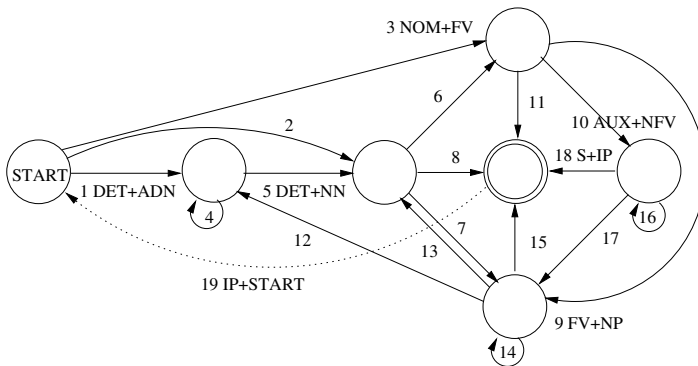 3 NOM+FV
6
11
2
10 AUX+NFV
8
18 S+IP
START
1 DET+ADN
5 DET+NN
4
16
12
7
13
15
17
19 IP+START
9 FV+NP
14